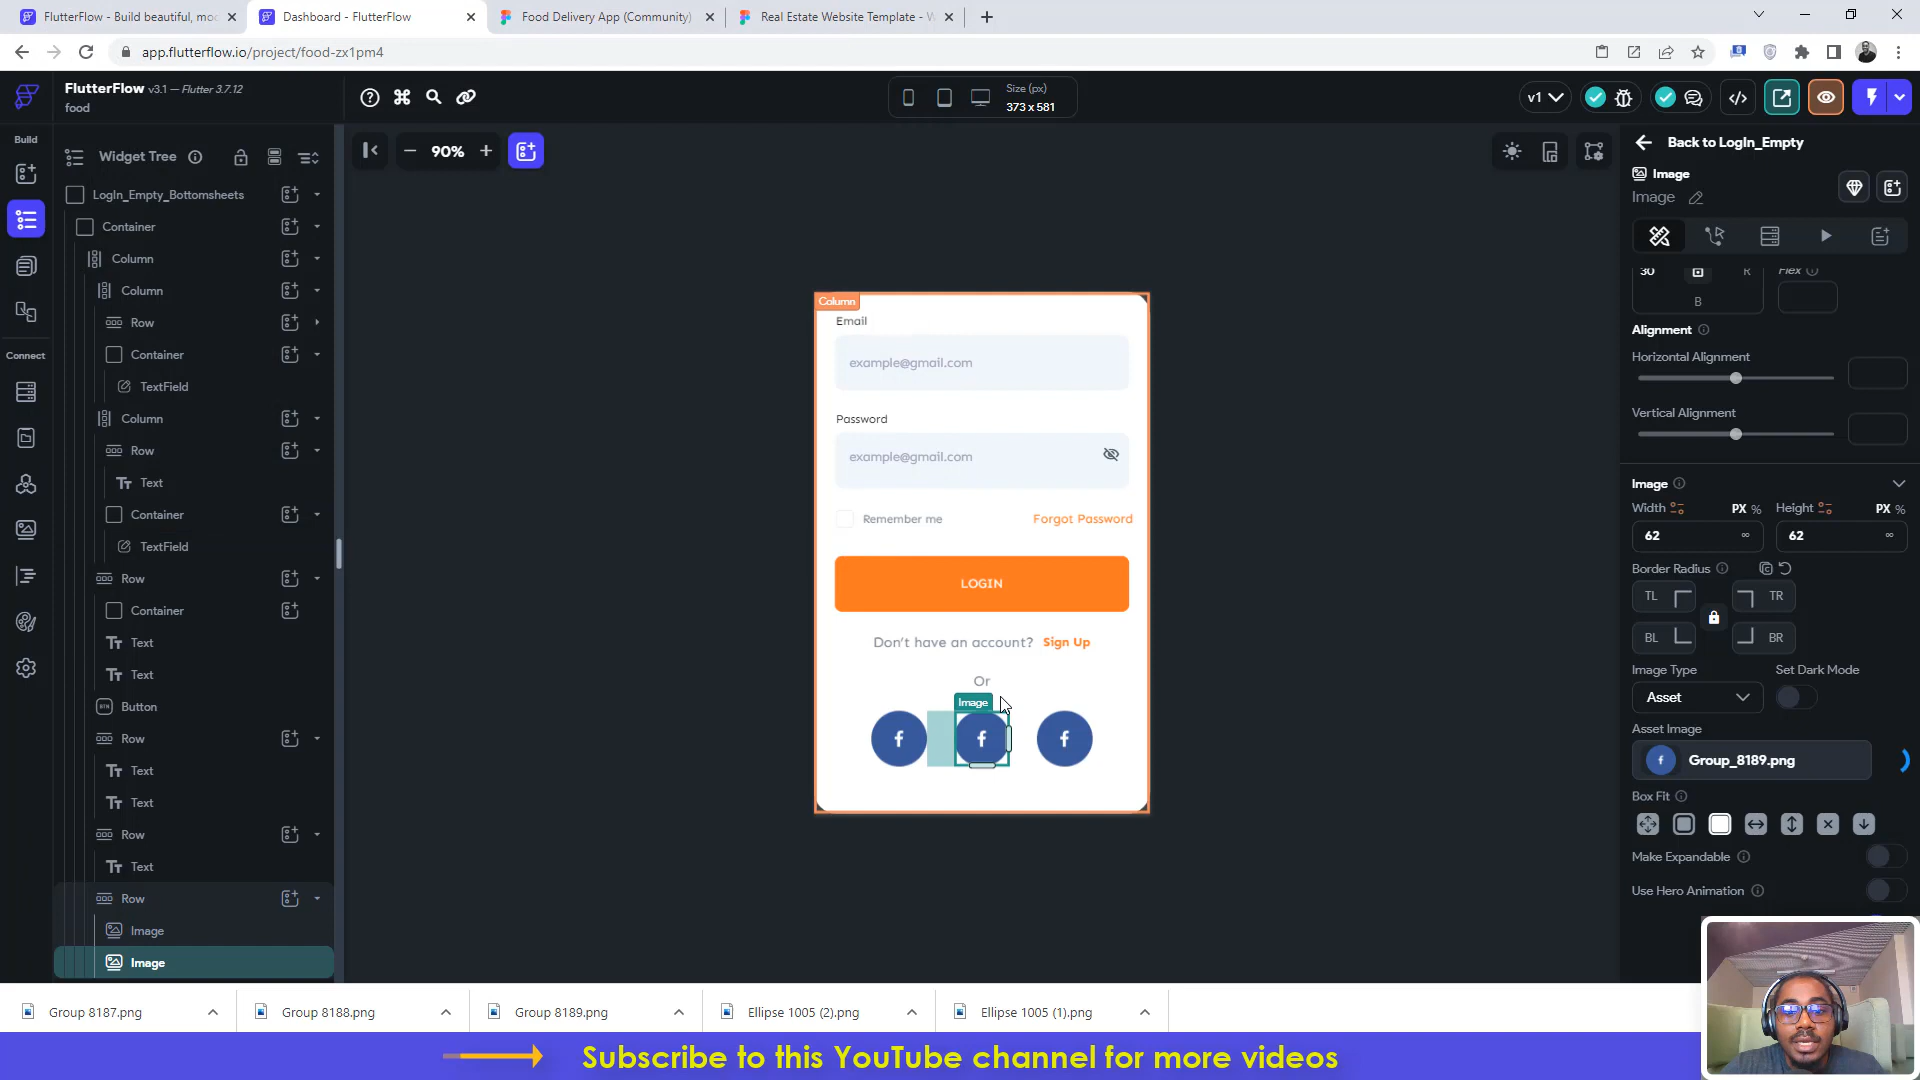 FlutterFlow - Build beautiful, mo
Dashboard - FlutterFlow
Food Delivery App (Community)
Real Estate Website Template - W
app.flutterflow.io/project/food-zx1pm4
FlutterFlow v3.1 — Flutter 3.7.12
food
Size (px)
373 x 581
v1
Build
Connect
Widget Tree
LogIn_Empty_Bottomsheets
Container
Column
Column
Row
Container
TextField
Column
Row
Text
Container
TextField
Row
Container
Text
Text
Button
Row
Text
Text
Row
Text
Row
Image
Image
90%
Column
Email
example@gmail.com
Password
example@gmail.com
Remember me
Forgot Password
LOGIN
Don't have an account? Sign Up
Or
Image
f f f
Back to LogIn_Empty
Image
Image
30 R
B
Flex
Alignment
Horizontal Alignment
Vertical Alignment
Image
Width PX % Height PX %
62 ∞ 62 ∞
Border Radius
TL TR
BL BR
Image Type Set Dark Mode
Asset
Asset Image
Group_8189.png
Box Fit
Make Expandable
Use Hero Animation
Group 8187.png
Group 8188.png
Group 8189.png
Ellipse 1005 (2).png
Ellipse 1005 (1).png
Subscribe to this YouTube channel for more videos